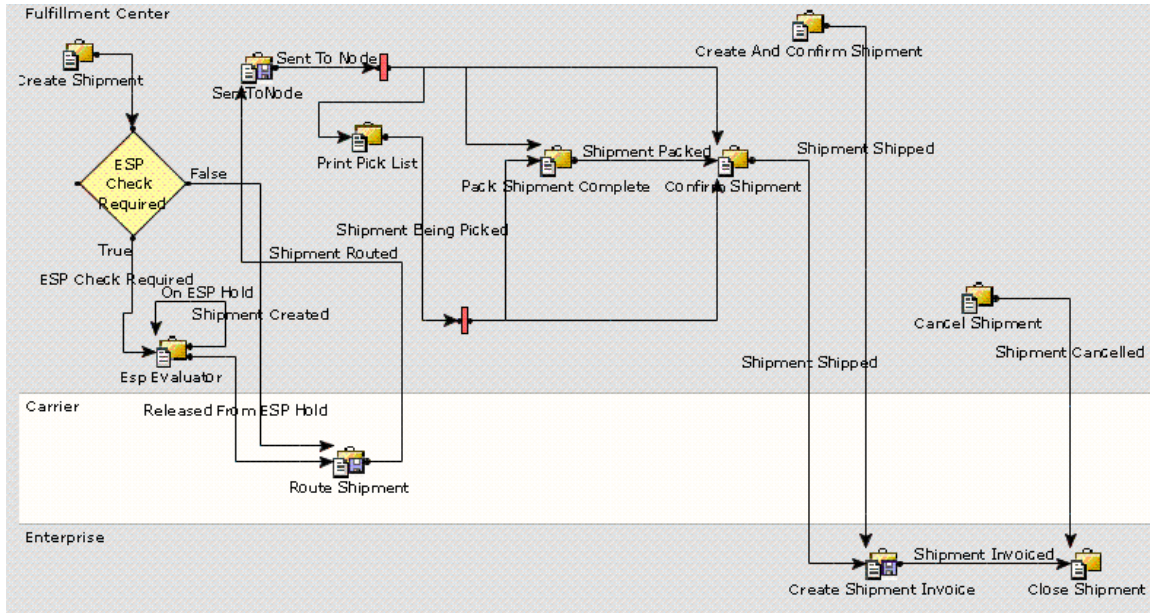 Fulfillment Center
Create Shipment
Sent To Node
SentToNode
Create And Confirm Shipment
ESP
Check
Required
False
True
Print Pick List
Shipment Packed
Pack Shipment Complete
Confirm Shipment
Shipment Shipped
Shipment Being Picked
Shipment Routed
ESP Check Required
On ESP Hold
Shipment Created
Esp Evaluator
Cancel Shipment
Shipment Cancelled
Shipment Shipped
Carrier
Released From ESP Hold
Route Shipment
Enterprise
Shipment Invoiced
Create Shipment Invoice
Close Shipment